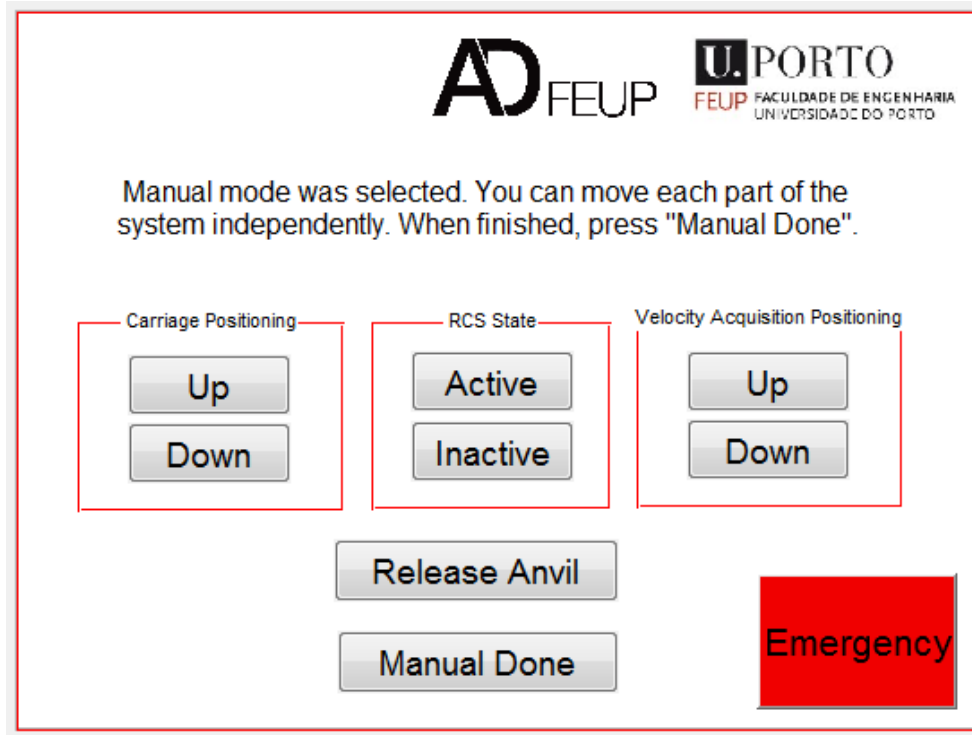 AD FEUP
U. PORTO
FEUP FACULDADE DE ENGENHARIA
UNIVERSIDADE DO PORTO
Manual mode was selected. You can move each part of the
system independently. When finished, press "Manual Done".
Carriage Positioning
RCS State
Velocity Acquisition Positioning
Up
Active
Up
Down
Inactive
Down
Release Anvil
Manual Done
Emergency